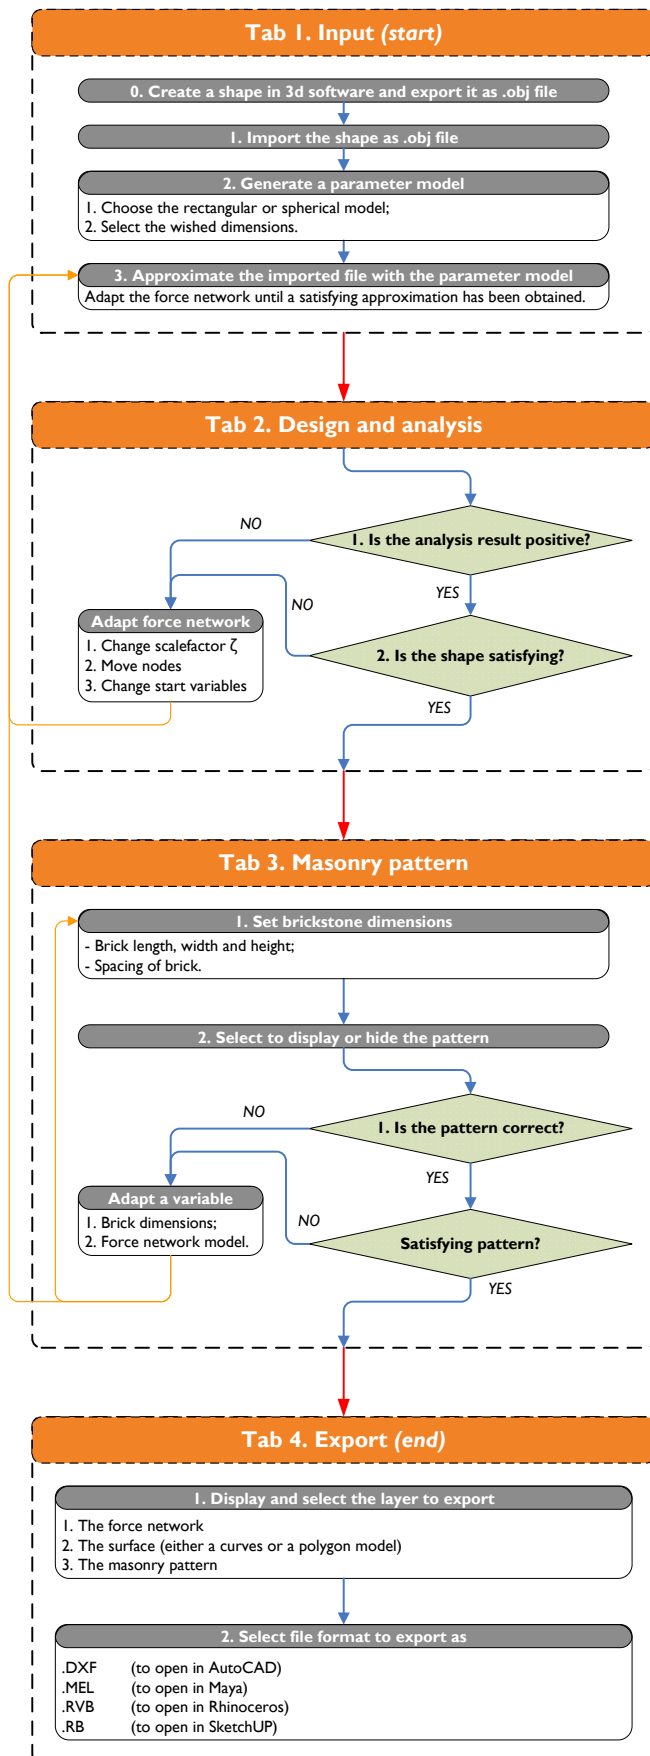 Tab 1. Input (start)
0. Create a shape in 3d software and export it as .obj file
1. Import the shape as .obj file
2. Generate a parameter model
1. Choose the rectangular or spherical model;
2. Select the wished dimensions.
3. Approximate the imported file with the parameter model
Adapt the force network until a satisfying approximation has been obtained.
Tab 2. Design and analysis
NO
1. Is the analysis result positive?
YES
NO
Adapt force network
1. Change scalefactor ζ
2. Move nodes
3. Change start variables
2. Is the shape satisfying?
YES
Tab 3. Masonry pattern
1. Set brickstone dimensions
- Brick length, width and height;
- Spacing of brick.
2. Select to display or hide the pattern
NO
1. Is the pattern correct?
YES
Adapt a variable
1. Brick dimensions;
2. Force network model.
NO
Satisfying pattern?
YES
Tab 4. Export (end)
1. Display and select the layer to export
1. The force network
2. The surface (either a curves or a polygon model)
3. The masonry pattern
2. Select file format to export as
.DXF (to open in AutoCAD)
.MEL (to open in Maya)
.RVB (to open in Rhinoceros)
.RB (to open in SketchUP)